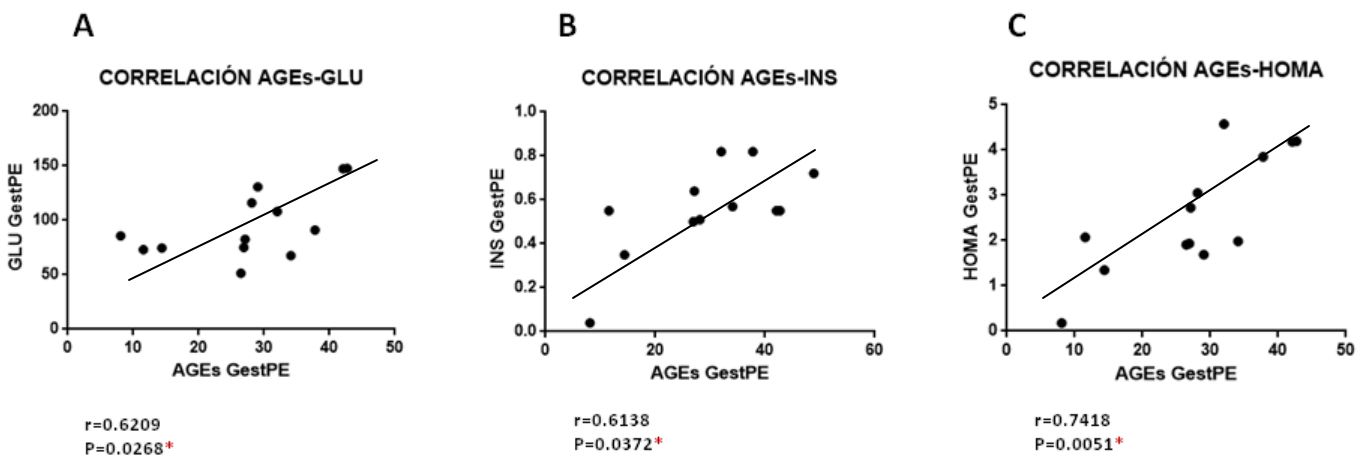 A
CORRELACIÓN AGEs-GLU
GLU GestPE
200
150
100
50
0
0 10 20 30 40 50
AGEs GestPE
r=0.6209
P=0.0268*
B
CORRELACIÓN AGEs-INS
INS GestPE
1.0
0.8
0.6
0.4
0.2
0.0
0 20 40 60
AGEs GestPE
r=0.6138
P=0.0372*
C
CORRELACIÓN AGEs-HOMA
HOMA GestPE
5
4
3
2
1
0
0 10 20 30 40 50
AGEs GestPE
r=0.7418
P=0.0051*